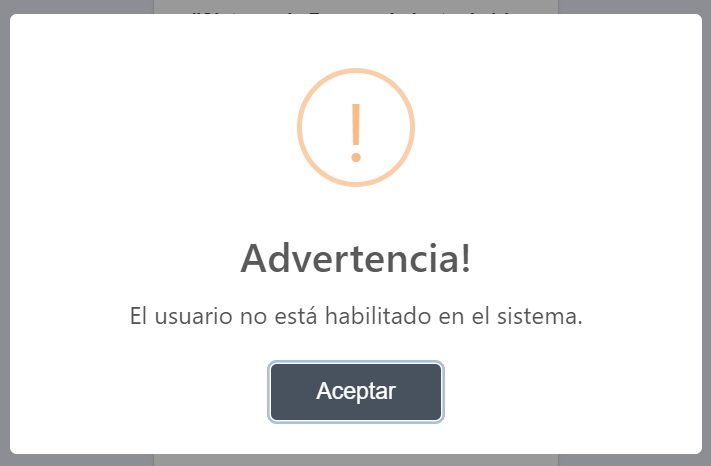 Advertencia!
El usuario no está habilitado en el sistema.
Aceptar